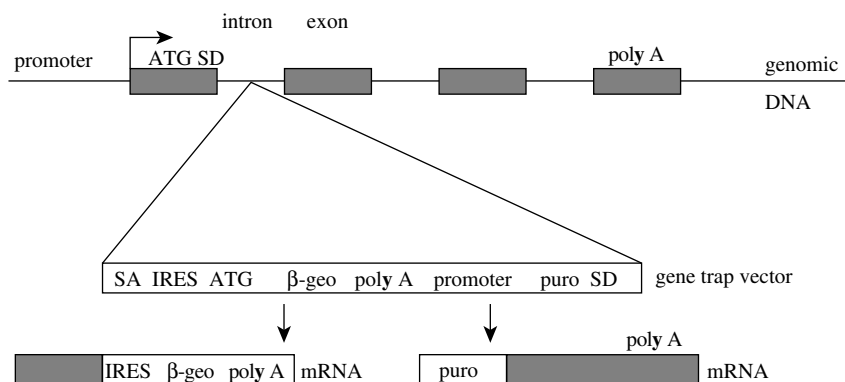 intron exon
promoter ATG SD poly A genomic
DNA
SA IRES ATG β-geo poly A promoter puro SD gene trap vector
poly A
IRES β-geo poly A mRNA puro mRNA